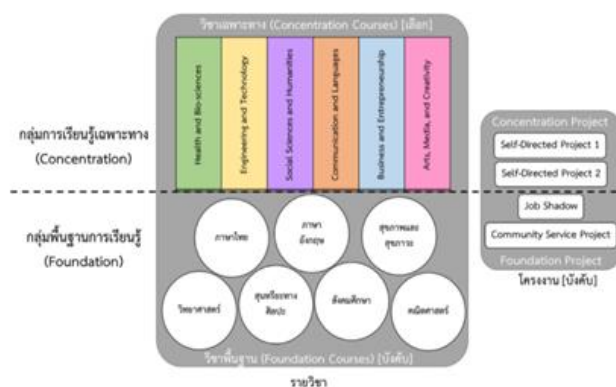 วิชาเฉพาะทาง (Concentration Courses) [เลือก]
Health and Bio-sciences
Engineering and Technology
Social Sciences and Humanities
Communication and Languages
Business and Entrepreneurship
Arts, Media, and Creativity
กลุ่มการเรียนรู้เฉพาะทาง
(Concentration)
Concentration Project
Self-Directed Project 1
Self-Directed Project 2
กลุ่มพื้นฐานการเรียนรู้
(Foundation)
ภาษาไทย
ภาษา
อังกฤษ
สุขภาพและ
สุขภาวะ
วิทยาศาสตร์
สุนทรียะทาง
ศิลปะ
สังคมศึกษา
คณิตศาสตร์
วิชาพื้นฐาน (Foundation Courses) [บังคับ]
รายวิชา
Job Shadow
Community Service Project
Foundation Project
โครงงาน [บังคับ]